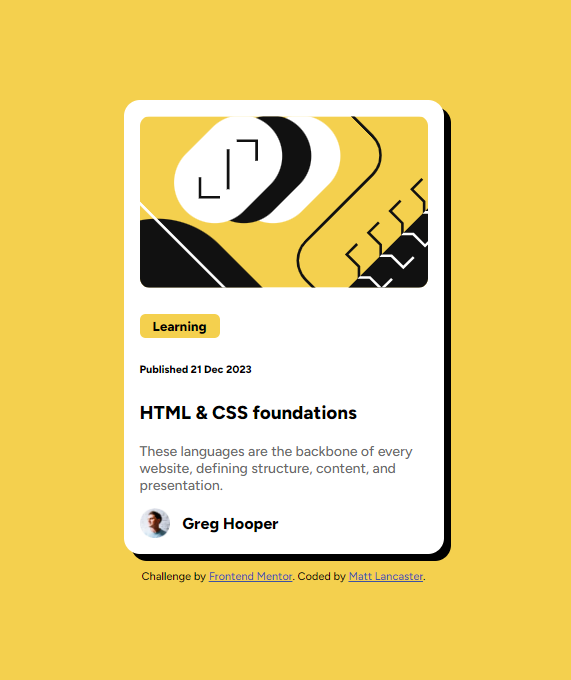 Learning
Published 21 Dec 2023
HTML & CSS foundations
These languages are the backbone of every
website, defining structure, content, and
presentation.
Greg Hooper
Challenge by Frontend Mentor. Coded by Matt Lancaster.